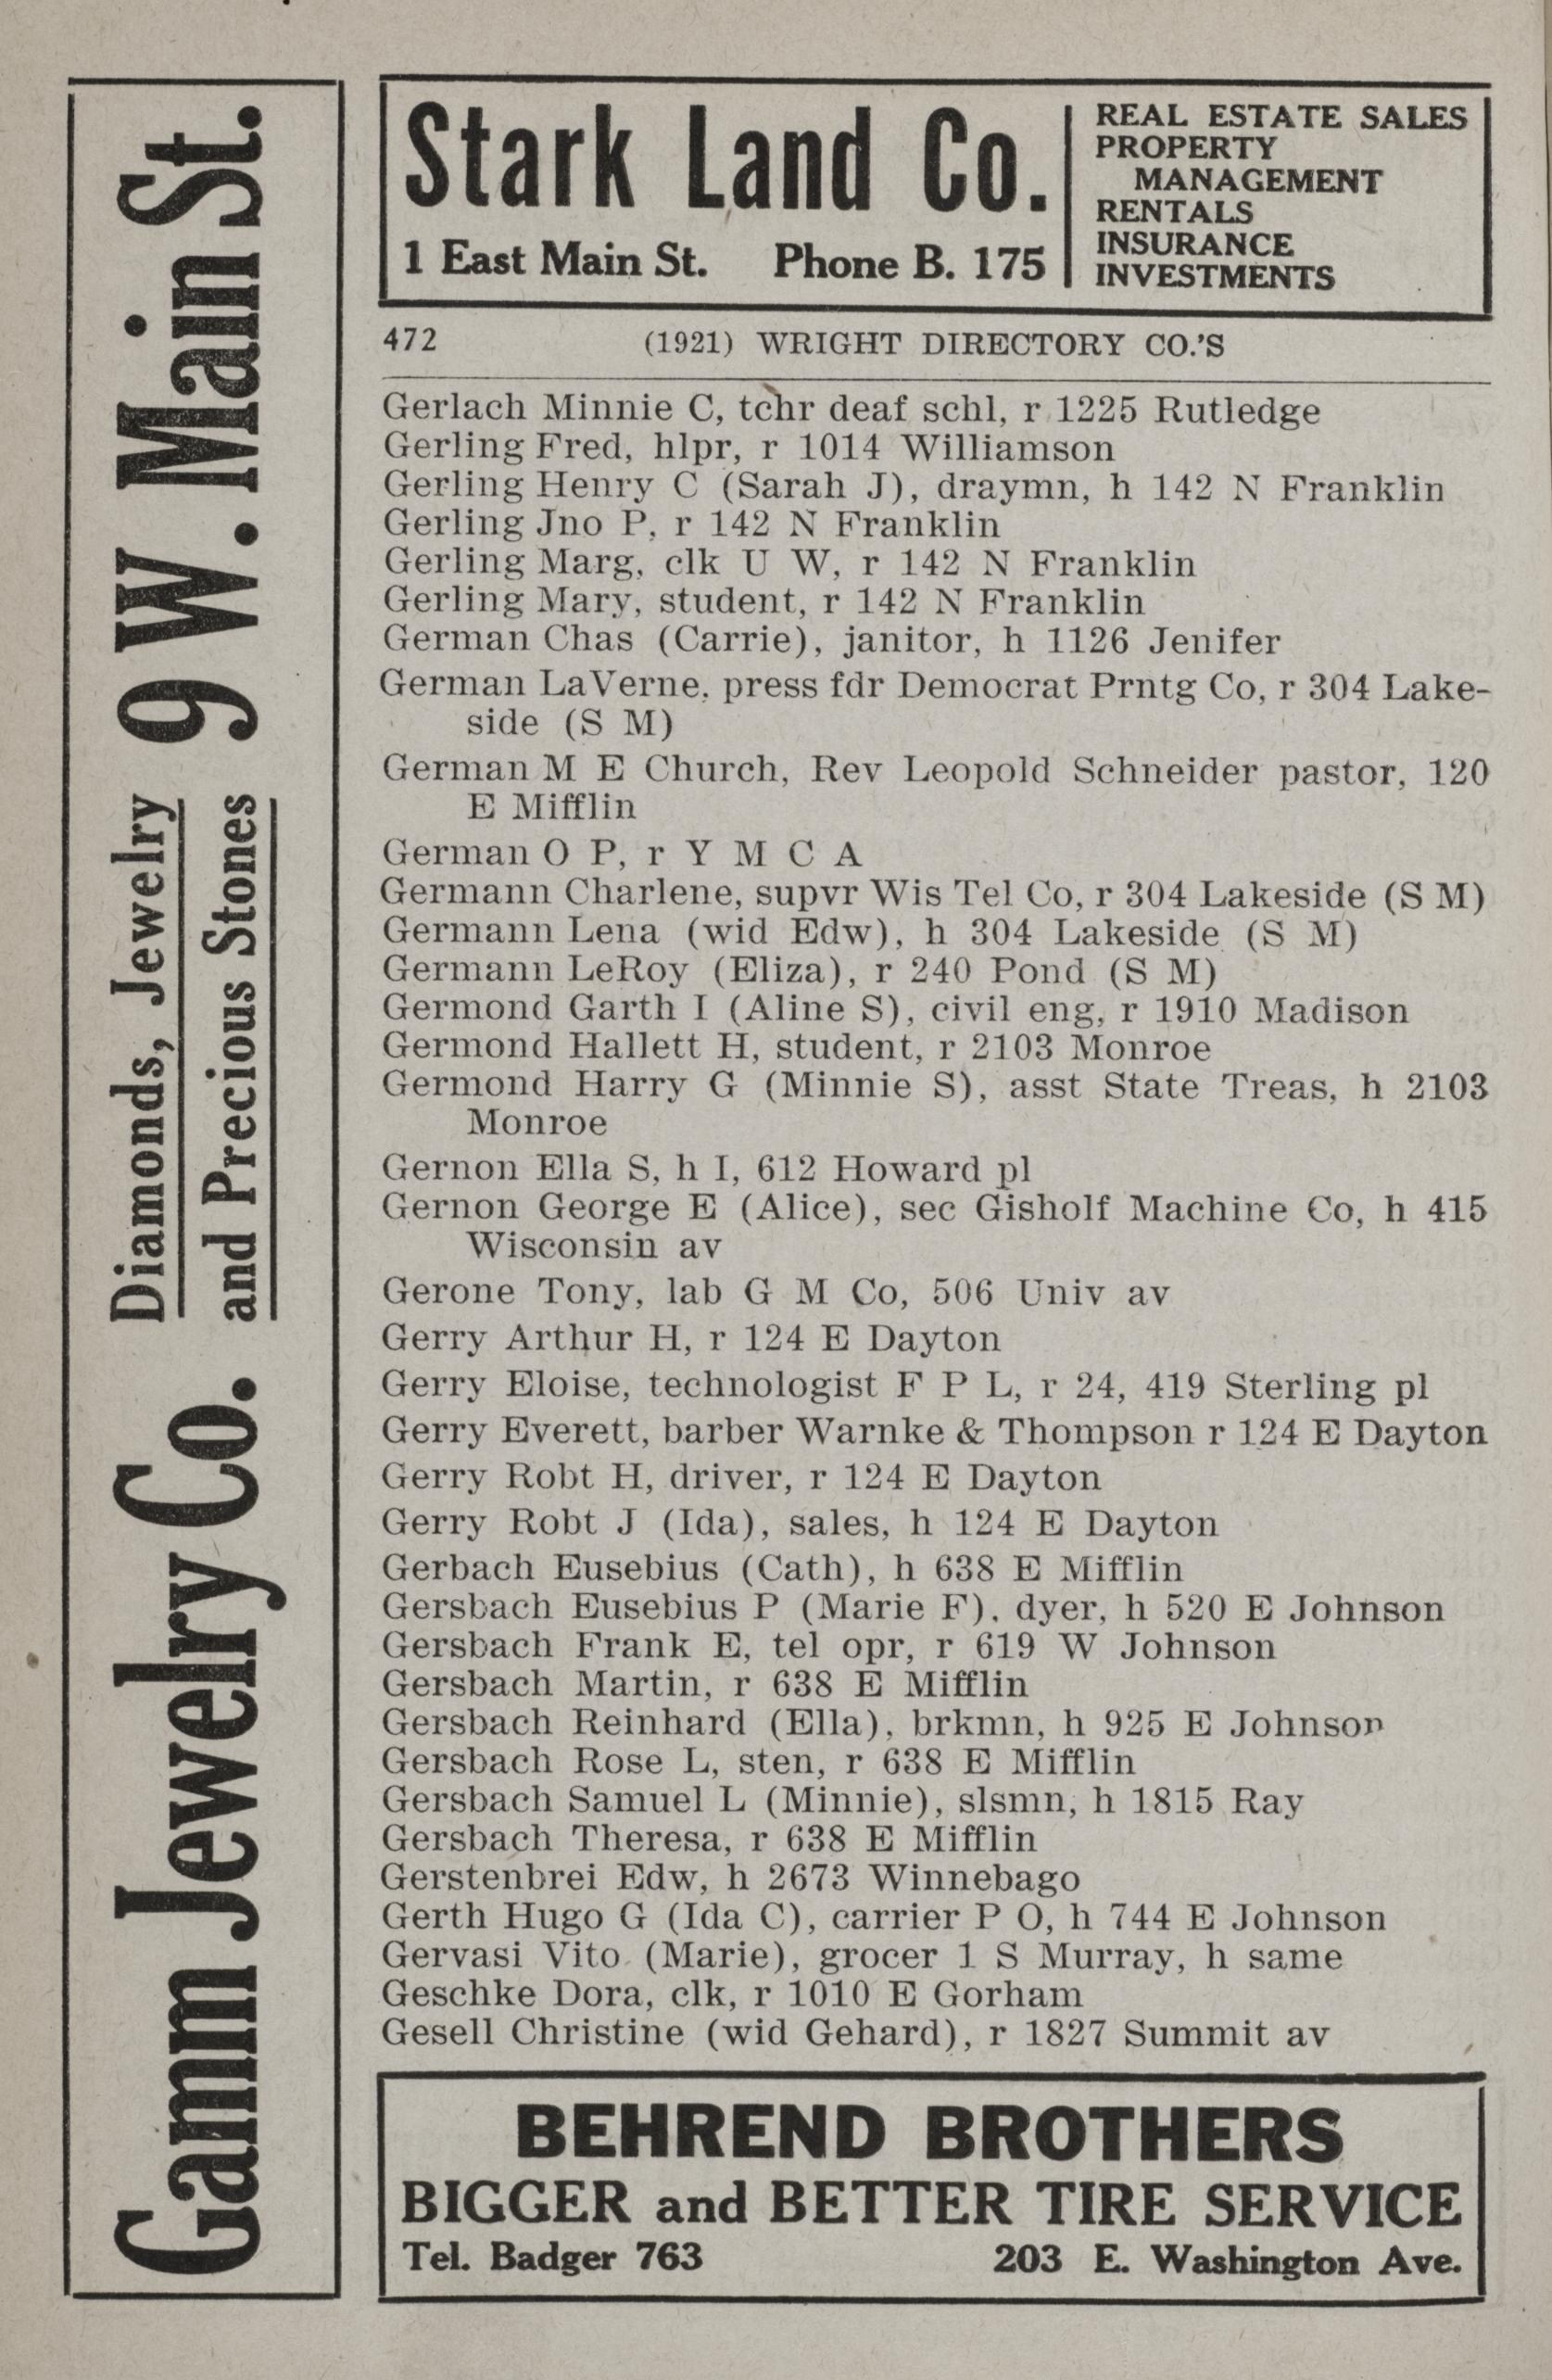 Gamm Jewelry Co. Diamonds, Jewelry and Precious Stones 9 W. Main St.
Stark Land Co.
1 East Main St. Phone B. 175
REAL ESTATE SALES
PROPERTY
MANAGEMENT
RENTALS
INSURANCE
INVESTMENTS
472 (1921) WRIGHT DIRECTORY CO.'S
Gerlach Minnie C, tchr deaf schl, r 1225 Rutledge
Gerling Fred, hlpr, r 1014 Williamson
Gerling Henry C (Sarah J), draymn, h 142 N Franklin
Gerling Jno P, r 142 N Franklin
Gerling Marg, clk U W, r 142 N Franklin
Gerling Mary, student, r 142 N Franklin
German Chas (Carrie), janitor, h 1126 Jenifer
German LaVerne, press fdr Democrat Prntg Co, r 304 Lake-
side (S M)
German M E Church, Rev Leopold Schneider pastor, 120
E Mifflin
German O P, r Y M C A
Germann Charlene, supvr Wis Tel Co, r 304 Lakeside (S M)
Germann Lena (wid Edw), h 304 Lakeside (S M)
Germann LeRoy (Eliza), r 240 Pond (S M)
Germond Garth I (Aline S), civil eng, r 1910 Madison
Germond Hallett H, student, r 2103 Monroe
Germond Harry G (Minnie S), asst State Treas, h 2103
Monroe
Gernon Ella S, h I, 612 Howard pl
Gernon George E (Alice), sec Gisholf Machine Co, h 415
Wisconsin av
Gerone Tony, lab G M Co, 506 Univ av
Gerry Arthur H, r 124 E Dayton
Gerry Eloise, technologist F P L, r 24, 419 Sterling pl
Gerry Everett, barber Warnke & Thompson r 124 E Dayton
Gerry Robt H, driver, r 124 E Dayton
Gerry Robt J (Ida), sales, h 124 E Dayton
Gerbach Eusebius (Cath), h 638 E Mifflin
Gersbach Eusebius P (Marie F), dyer, h 520 E Johnson
Gersbach Frank E, tel opr, r 619 W Johnson
Gersbach Martin, r 638 E Mifflin
Gersbach Reinhard (Ella), brkmn, h 925 E Johnson
Gersbach Rose L, sten, r 638 E Mifflin
Gersbach Samuel L (Minnie), slsmn, h 1815 Ray
Gersbach Theresa, r 638 E Mifflin
Gerstenbrei Edw, h 2673 Winnebago
Gerth Hugo G (Ida C), carrier P O, h 744 E Johnson
Gervasi Vito (Marie), grocer 1 S Murray, h same
Geschke Dora, clk, r 1010 E Gorham
Gesell Christine (wid Gehard), r 1827 Summit av
BEHREND BROTHERS
BIGGER and BETTER TIRE SERVICE
Tel. Badger 763 203 E. Washington Ave.